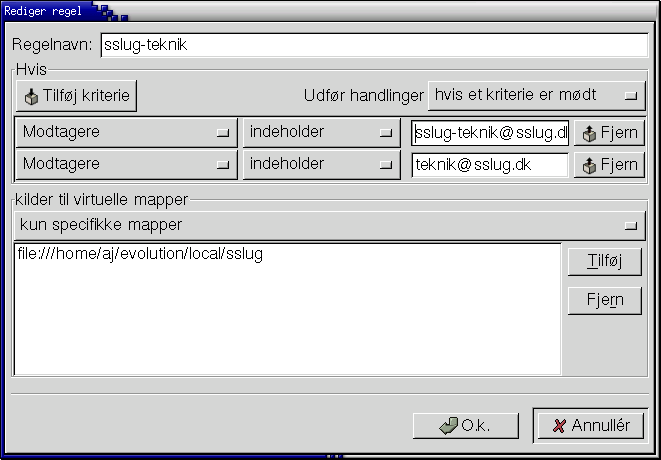 Rediger regel
Regelnavn: sslug-teknik
Hvis
Tilføj kriterie Udfør handlinger hvis et kriterie er mødt
Modtagere indeholder sslug-teknik@sslug.dl Fjern
Modtagere indeholder teknik@sslug.dk Fjern
kilder til virtuelle mapper
kun specifikke mapper
file:///home/aj/evolution/local/sslug
Tilføj
Fjern
O.k. Annullér